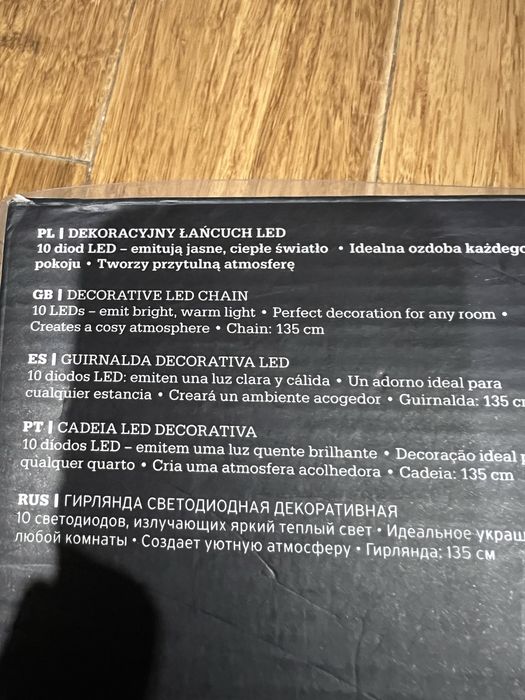 PL | DEKORACYJNY ŁAŃCUCH LED
10 diod LED – emitują jasne, ciepłe światło • Idealna ozdoba każdego
pokoju • Tworzy przytulną atmosferę
GB | DECORATIVE LED CHAIN
10 LEDs – emit bright, warm light • Perfect decoration for any room •
Creates a cosy atmosphere • Chain: 135 cm
ES | GUIRNALDA DECORATIVA LED
10 diodos LED: emiten una luz clara y cálida • Un adorno ideal para
cualquier estancia • Creará un ambiente acogedor • Guirnalda: 135 cm
PT | CADEIA LED DECORATIVA
10 díodos LED – emitem uma luz quente brilhante • Decoração ideal p
qualquer quarto • Cria uma atmosfera acolhedora • Cadeia: 135 cm
RUS | ГИРЛЯНДА СВЕТОДИОДНАЯ ДЕКОРАТИВНАЯ
10 светодиодов, излучающих яркий теплый свет • Идеальное украш
любой комнаты • Создает уютную атмосферу • Гирлянда: 135 см